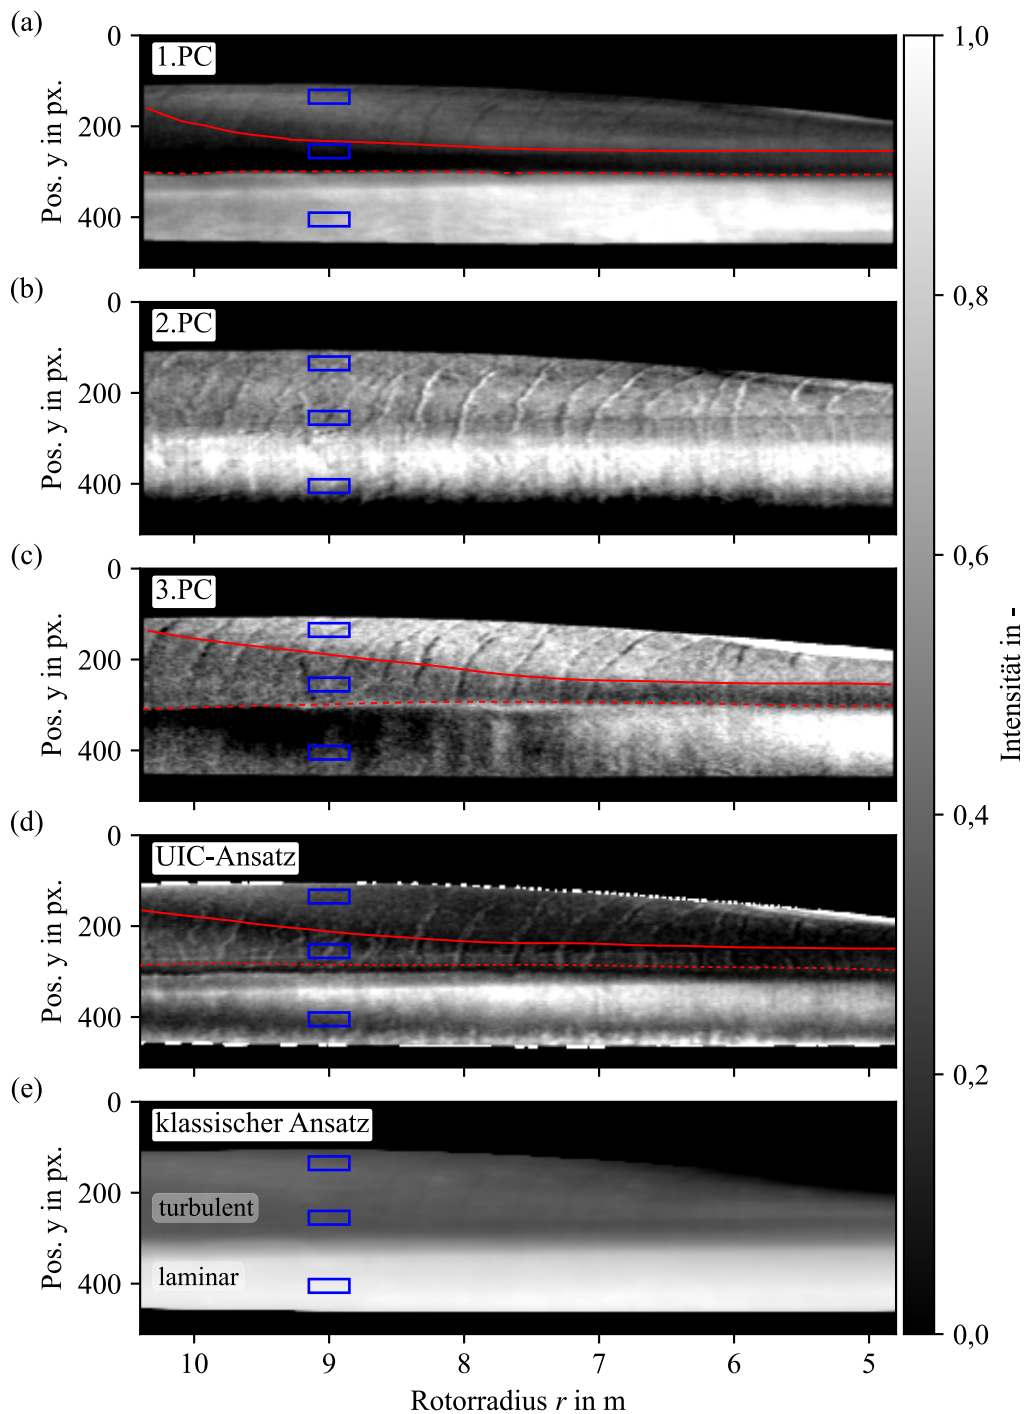 (a)
0
200
400
Pos. y in px.
1.PC
1,0
(b)
0
200
400
Pos. y in px.
2.PC
0,8
(c)
0
200
400
Pos. y in px.
3.PC
0,6
Intensität in -
(d)
0
200
400
Pos. y in px.
UIC-Ansatz
0,4
(e)
0
200
400
Pos. y in px.
klassischer Ansatz
turbulent
laminar
0,2
0,0
10 9 8 7 6 5
Rotorradius r in m